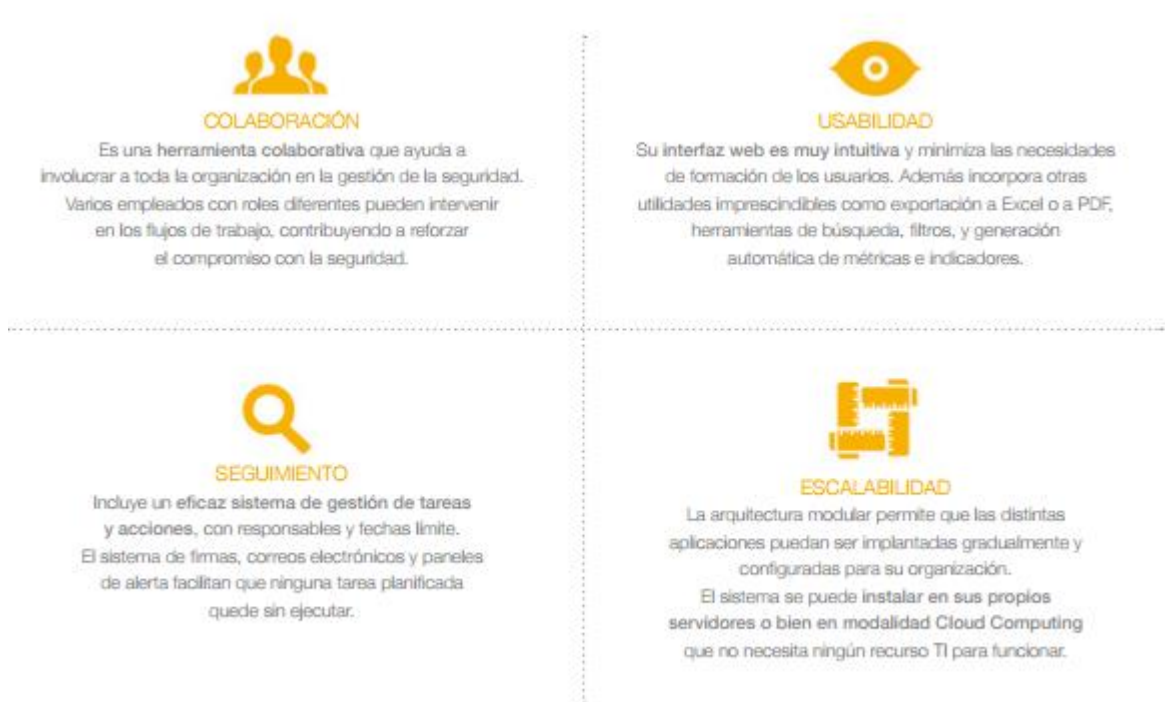 COLABORACIÓN
Es una herramienta colaborativa que ayuda a
involucrar a toda la organización en la gestión de la seguridad.
Varios empleados con roles diferentes pueden intervenir
en los flujos de trabajo, contribuyendo a reforzar
el compromiso con la seguridad.
USABILIDAD
Su interfaz web es muy intuitiva y minimiza las necesidades
de formación de los usuarios. Además incorpora otras
utilidades imprescindibles como exportación a Excel o a PDF,
herramientas de búsqueda, filtros, y generación
automática de métricas e indicadores.
SEGUIMIENTO
Incluye un eficaz sistema de gestión de tareas
y acciones, con responsables y fechas límite.
El sistema de firmas, correos electrónicos y paneles
de alerta facilitan que ninguna tarea planificada
quede sin ejecutar.
ESCALABILIDAD
La arquitectura modular permite que las distintas
aplicaciones puedan ser implantadas gradualmente y
configuradas para su organización.
El sistema se puede instalar en sus propios
servidores o bien en modalidad Cloud Computing
que no necesita ningún recurso TI para funcionar.